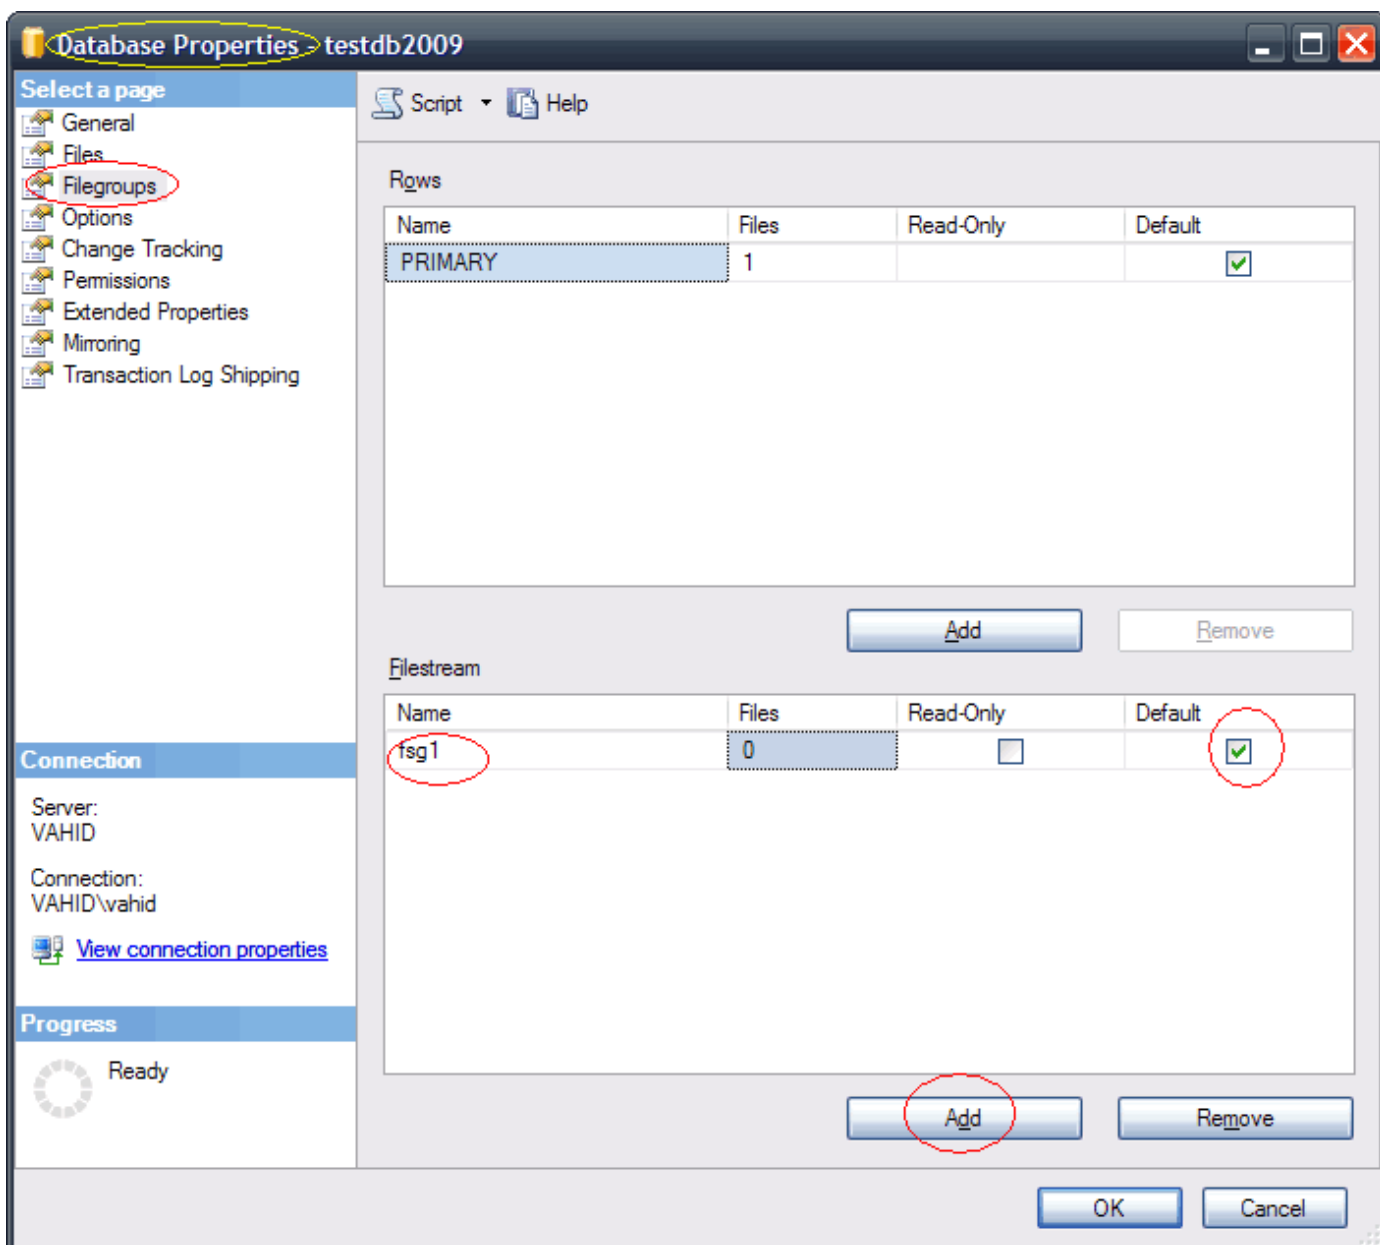 Database Properties - testdb2009
Select a page
General
Files
Filegroups
Options
Change Tracking
Permissions
Extended Properties
Mirroring
Transaction Log Shipping
Connection
Server:
VAHID
Connection:
VAHID\vahid
View connection properties
Progress
Ready
Script Help
Rows
Name Files Read-Only Default
PRIMARY 1
Add Remove
Filestream
Name Files Read-Only Default
fsg1 0
Add Remove
OK Cancel